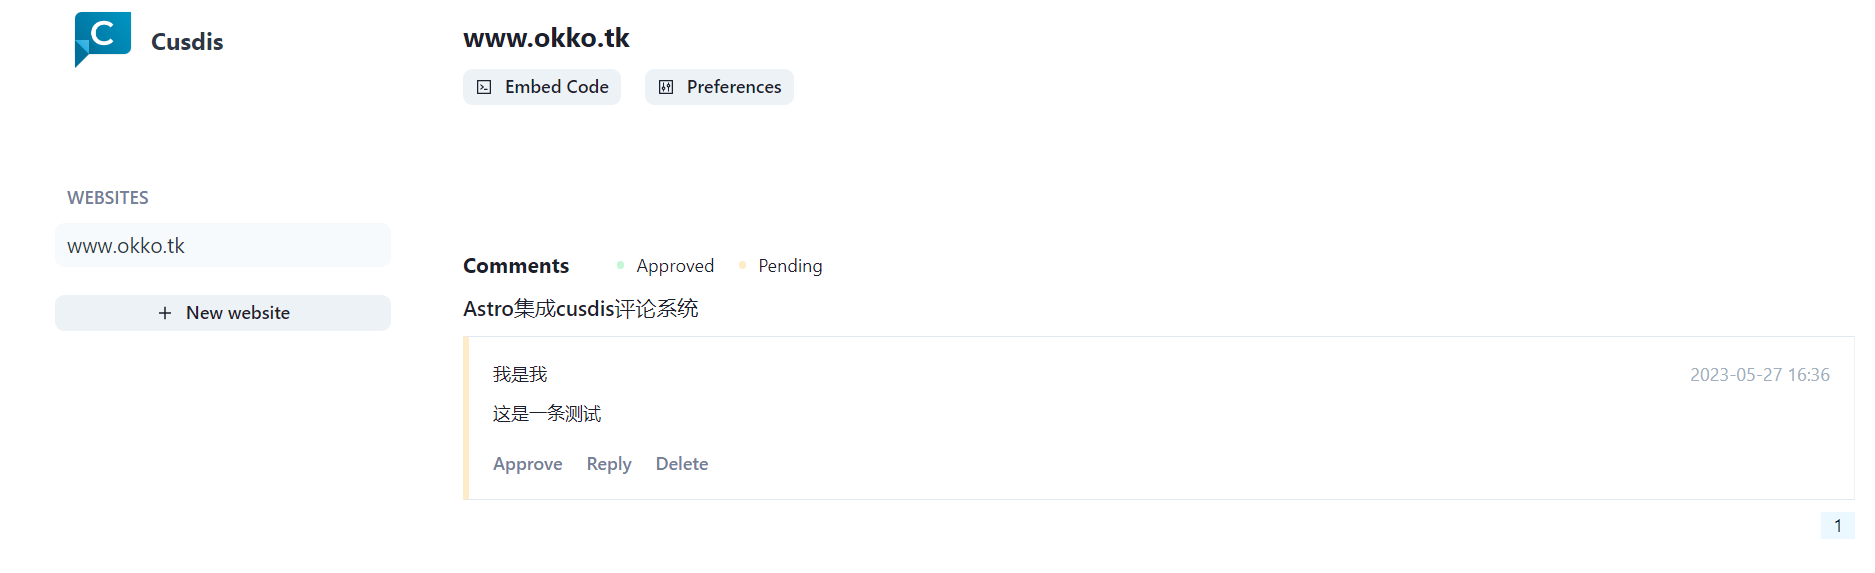 C
Cusdis
WEBSITES
www.okko.tk
+ New website
www.okko.tk
Embed Code Preferences
Comments Approved Pending
Astro集成cusdis评论系统
我是我 2023-05-27 16:36
这是一条测试
Approve Reply Delete
1